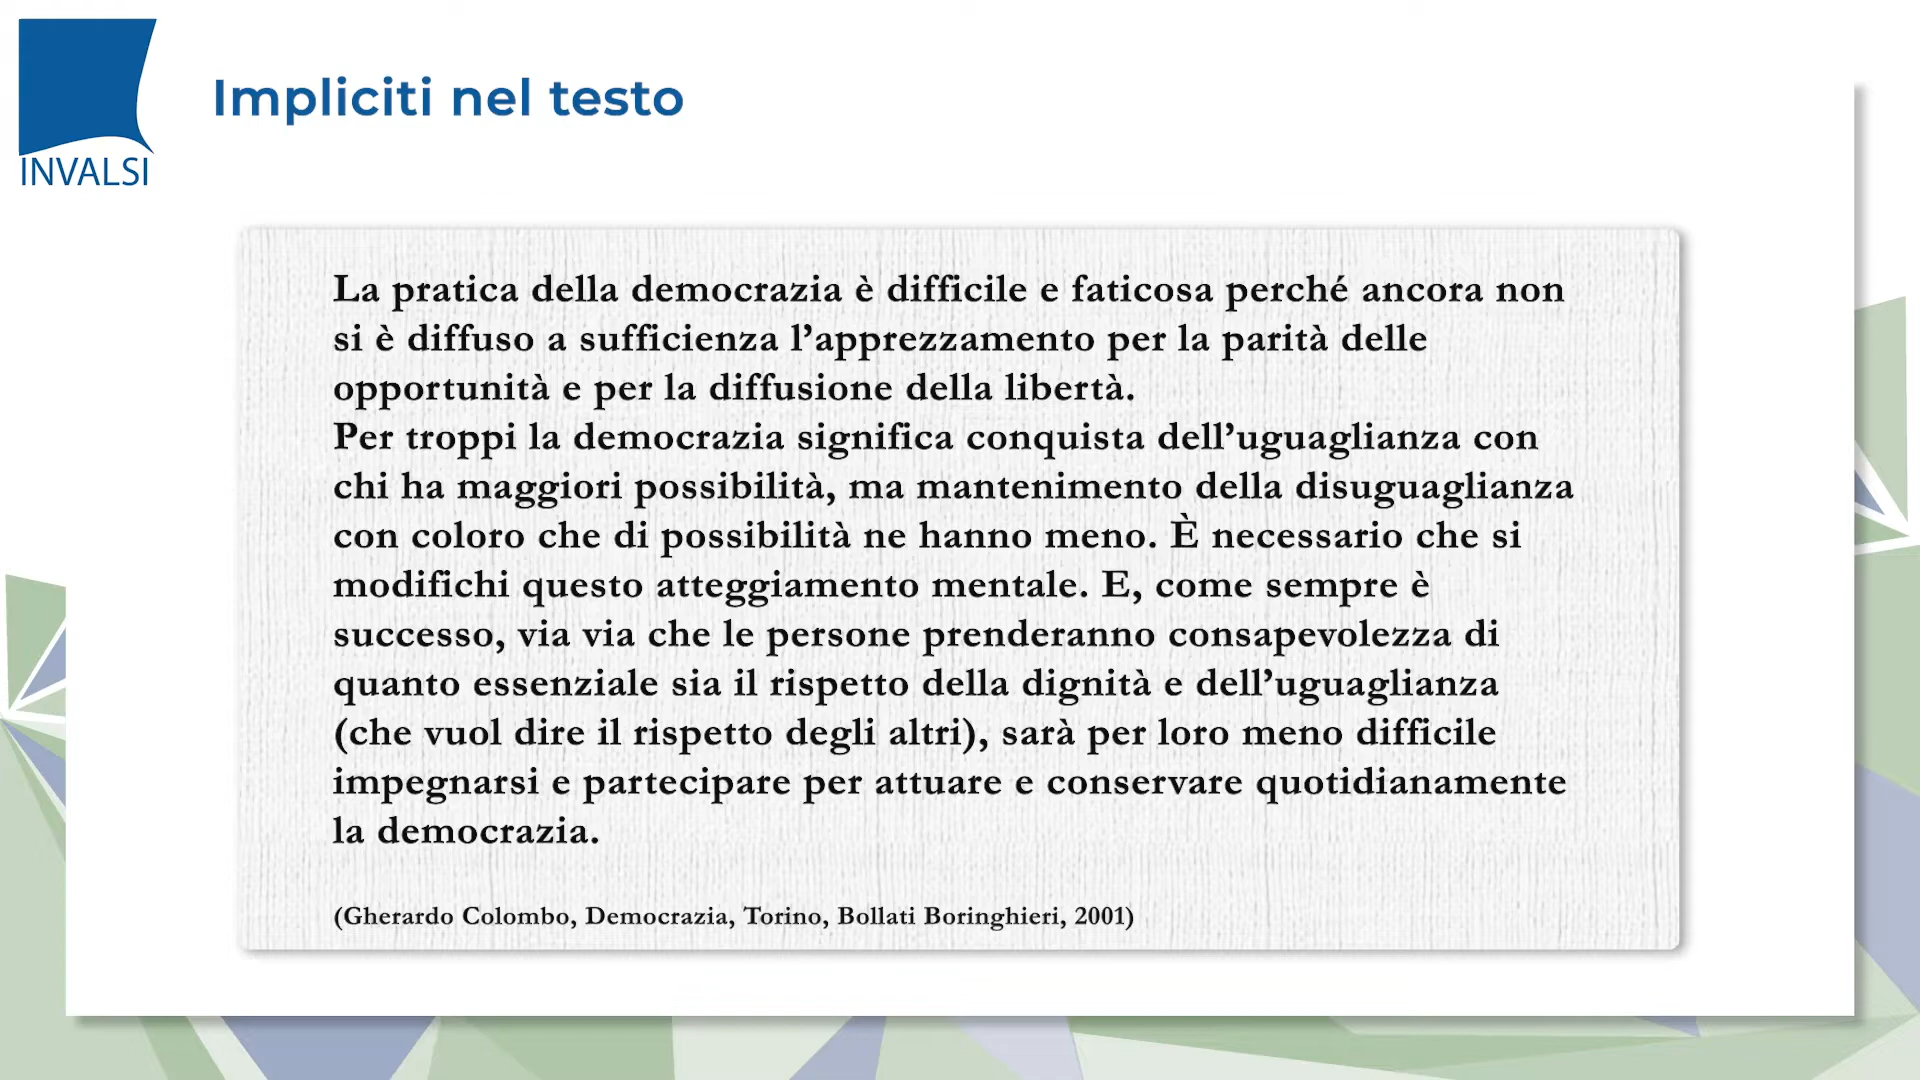 INVALSI
Impliciti nel testo
La pratica della democrazia è difficile e faticosa perché ancora non
si è diffuso a sufficienza l’apprezzamento per la parità delle
opportunità e per la diffusione della libertà.
Per troppi la democrazia significa conquista dell’uguaglianza con
chi ha maggiori possibilità, ma mantenimento della disuguaglianza
con coloro che di possibilità ne hanno meno. È necessario che si
modifichi questo atteggiamento mentale. E, come sempre è
successo, via via che le persone prenderanno consapevolezza di
quanto essenziale sia il rispetto della dignità e dell’uguaglianza
(che vuol dire il rispetto degli altri), sarà per loro meno difficile
impegnarsi e partecipare per attuare e conservare quotidianamente
la democrazia.
(Gherardo Colombo, Democrazia, Torino, Bollati Boringhieri, 2001)